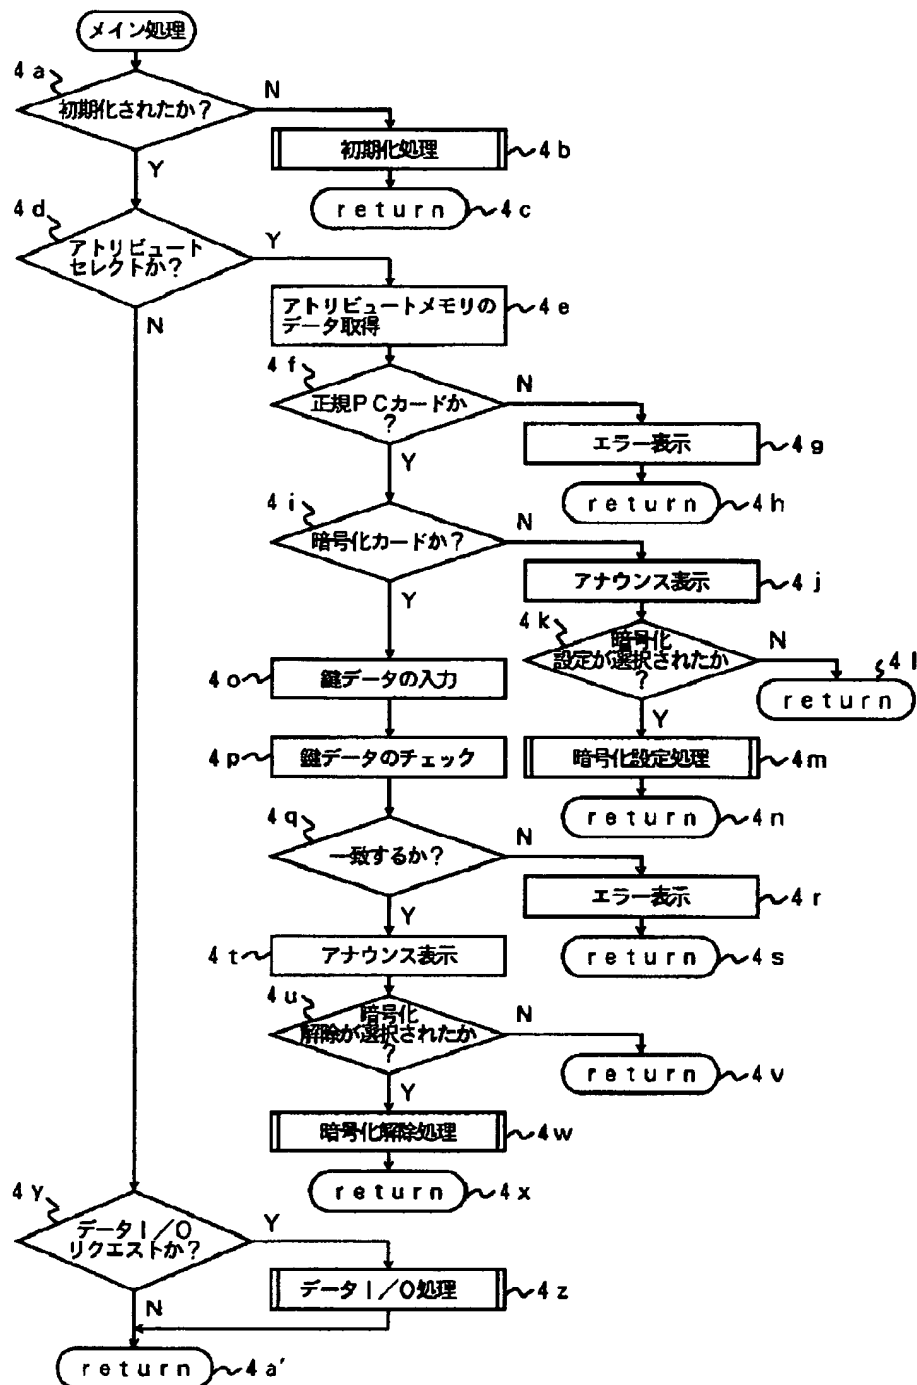 メイン処理
4a
初期化されたか？
N
Y
初期化処理
4b
return
4c
4d
アトリビュート
セレクトか？
Y
N
アトリビュートメモリの
データ取得
4e
4f
正規PCカードか
？
N
Y
エラー表示
4g
return
4h
4i
暗号化カードか？
N
Y
アナウンス表示
4j
4k
暗号化
設定が選択されたか
？
N
Y
4l
return
4o
鍵データの入力
暗号化設定処理
4m
4p
鍵データのチェック
return
4n
4q
一致するか？
N
Y
エラー表示
4r
return
4s
4t
アナウンス表示
4u
暗号化
解除が選択されたか
？
N
Y
return
4v
暗号化解除処理
4w
return
4x
4y
データI／O
リクエストか？
Y
N
データI／O処理
4z
return
4a'